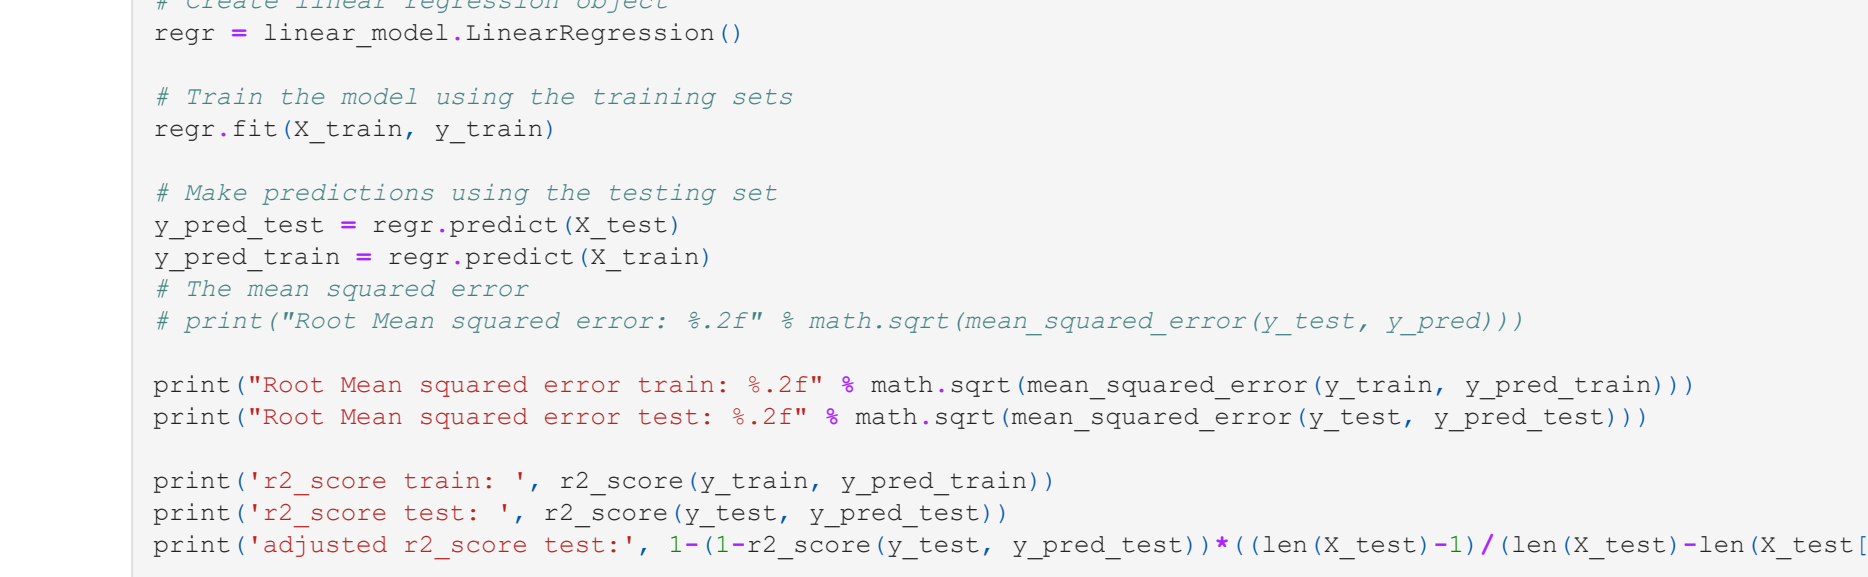 # Create linear regression object
regr = linear_model.LinearRegression()
# Train the model using the training sets
regr.fit(X_train, y_train)
# Make predictions using the testing set
y_pred_test = regr.predict(X_test)
y_pred_train = regr.predict(X_train)
# The mean squared error
# print("Root Mean squared error: %.2f" % math.sqrt(mean_squared_error(y_test, y_pred)))
print("Root Mean squared error train: %.2f" % math.sqrt(mean_squared_error(y_train, y_pred_train)))
print("Root Mean squared error test: %.2f" % math.sqrt(mean_squared_error(y_test, y_pred_test)))
print('r2_score train: ', r2_score(y_train, y_pred_train))
print('r2_score test: ', r2_score(y_test, y_pred_test))
print('adjusted r2_score test:', 1-(1-r2_score(y_test, y_pred_test))*((len(X_test)-1)/(len(X_test)-len(X_test[